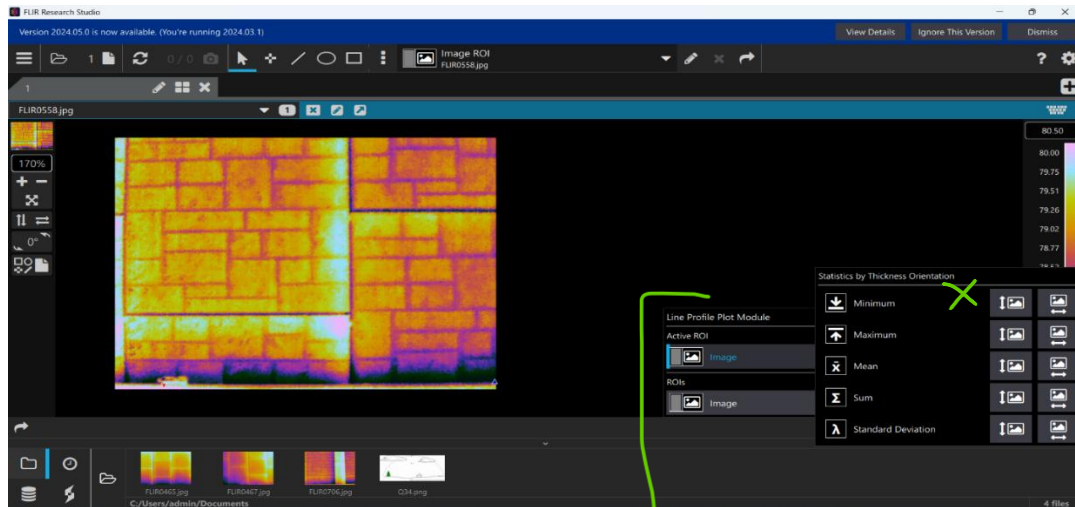 FLIR Research Studio
Version 2024.05.0 is now available. (You're running 2024.03.1)
View Details Ignore This Version Dismiss
1 0/0 Image ROI
FLIR0558.jpg
?
1
FLIR0558.jpg 1
80.50
170%
80.00
79.75
79.51
79.26
0°
79.02
78.77
78.52
Statistics by Thickness Orientation
Minimum
Line Profile Plot Module
Active ROI
Maximum
Image
x̄ Mean
ROIs
Image
Σ Sum
λ Standard Deviation
FLIR0465.jpg FLIR0467.jpg FLIR0706.jpg Q34.png
C:/Users/admin/Documents 4 files